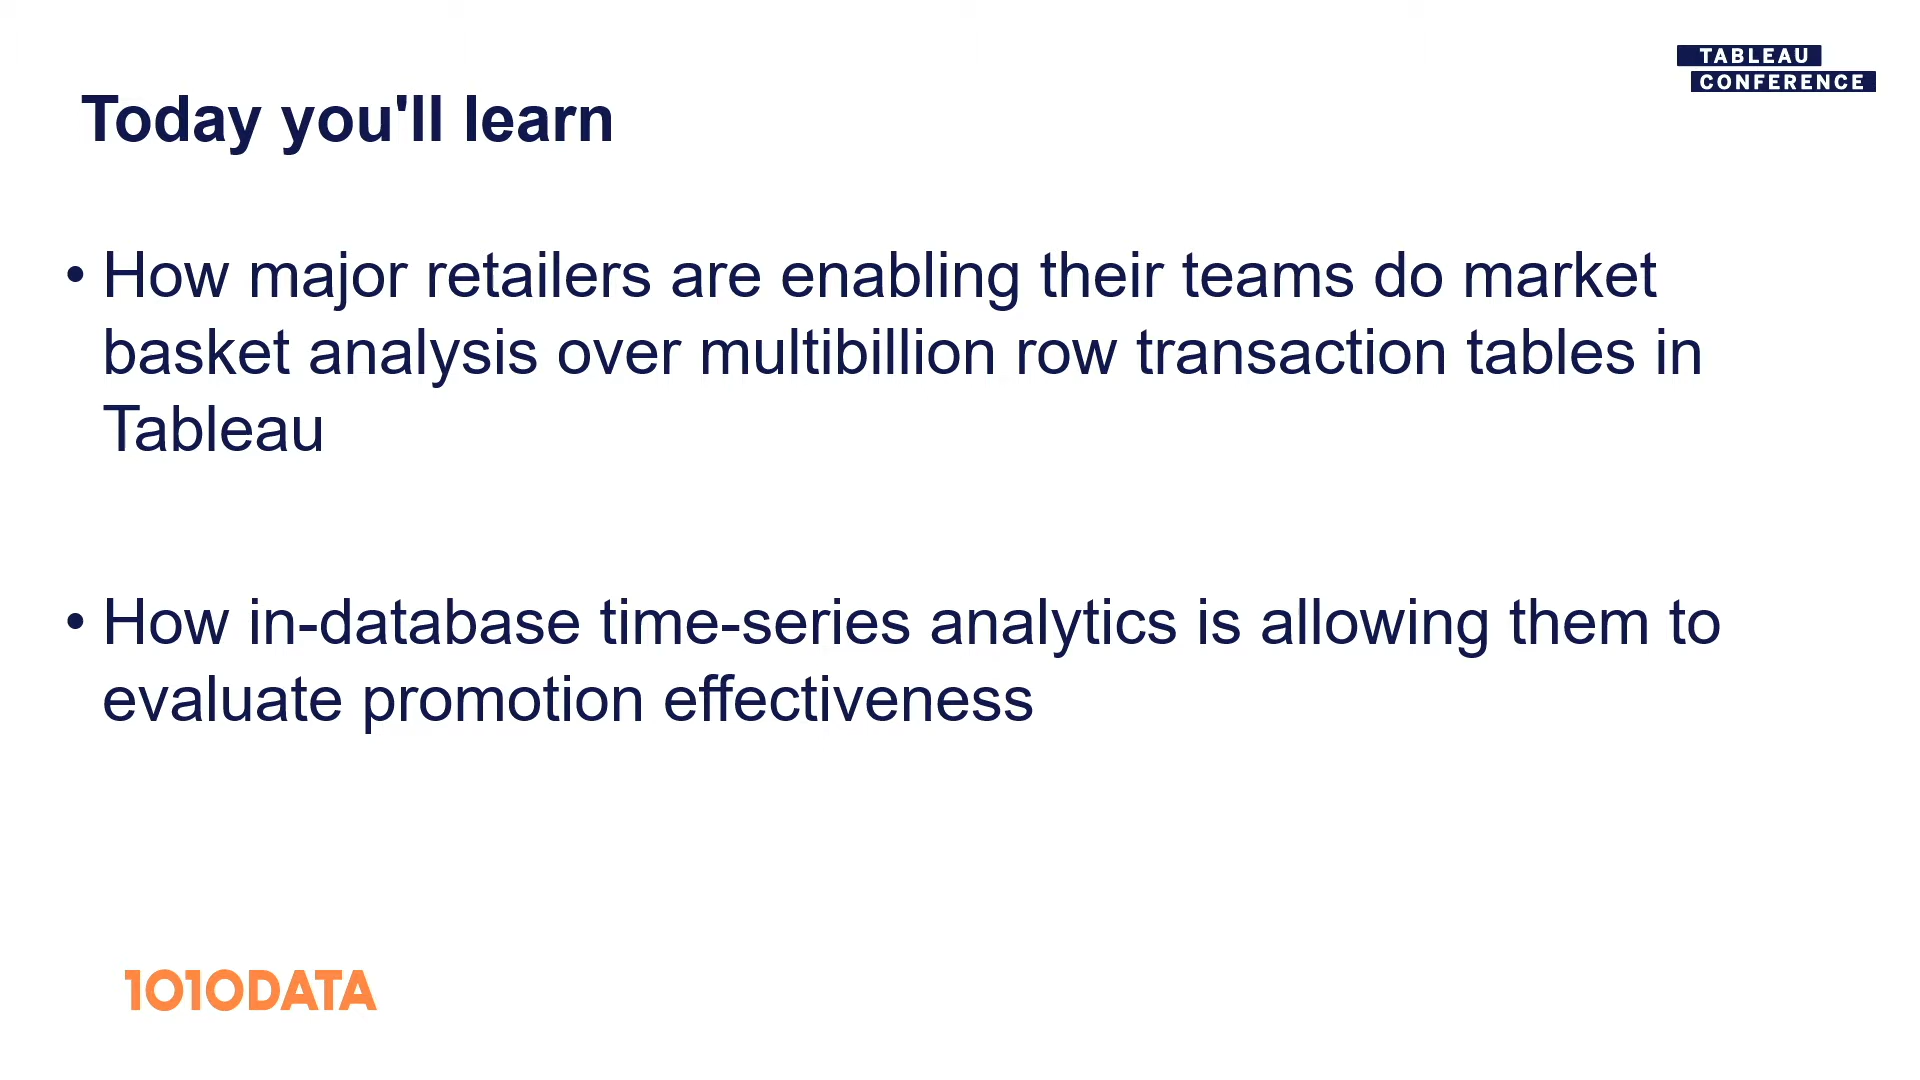 TABLEAU
CONFERENCE
Today you'll learn
• How major retailers are enabling their teams do market
basket analysis over multibillion row transaction tables in
Tableau
• How in-database time-series analytics is allowing them to
evaluate promotion effectiveness
1010DATA